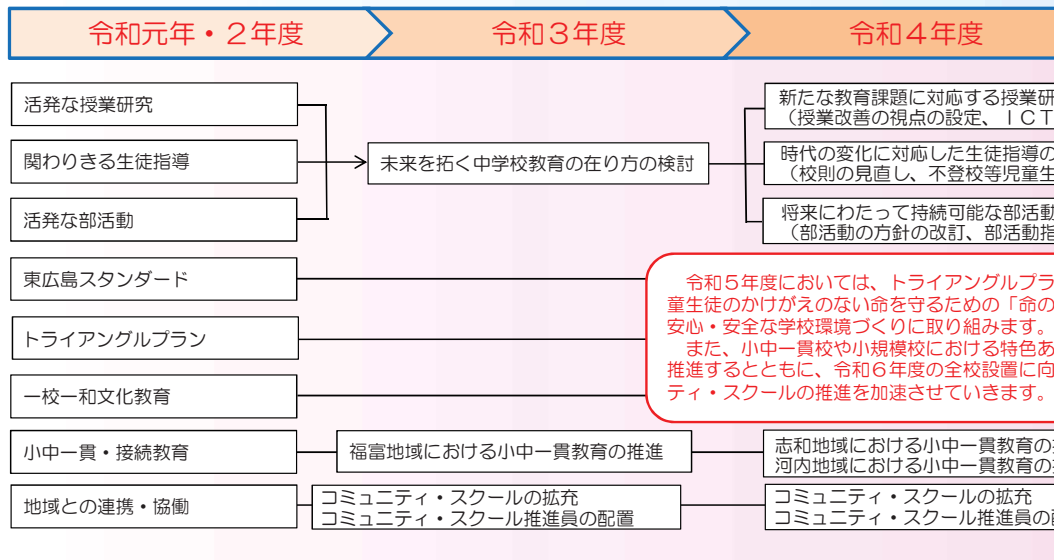 令和元年・２年度
令和３年度
令和４年度
活発な授業研究
関わりきる生徒指導
活発な部活動
未来を拓く中学校教育の在り方の検討
新たな教育課題に対応する授業研
（授業改善の視点の設定、ＩＣＴ
時代の変化に対応した生徒指導の
（校則の見直し、不登校等児童生
将来にわたって持続可能な部活動
（部活動の方針の改訂、部活動指
東広島スタンダード
トライアングルプラン
一校一和文化教育
令和５年度においては、トライアングルプラ
童生徒のかけがえのない命を守るための「命の
安心・安全な学校環境づくりに取り組みます。
また、小中一貫校や小規模校における特色あ
推進するとともに、令和６年度の全校設置に向
ティ・スクールの推進を加速させていきます。
小中一貫・接続教育
福富地域における小中一貫教育の推進
志和地域における小中一貫教育の
河内地域における小中一貫教育の
地域との連携・協働
コミュニティ・スクールの拡充
コミュニティ・スクール推進員の配置
コミュニティ・スクールの拡充
コミュニティ・スクール推進員の